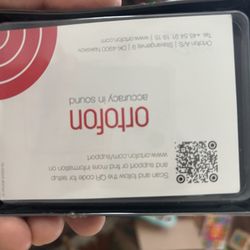 ortofon
accuracy in sound
Ortofon A/S | Stavangervej 9 | DK-4900 Nakskov
Tel +45 54 91 19 15 | www.ortofon.com
Scan and follow the QR code for setup
and support or find more information on
www.ortofon.com/support